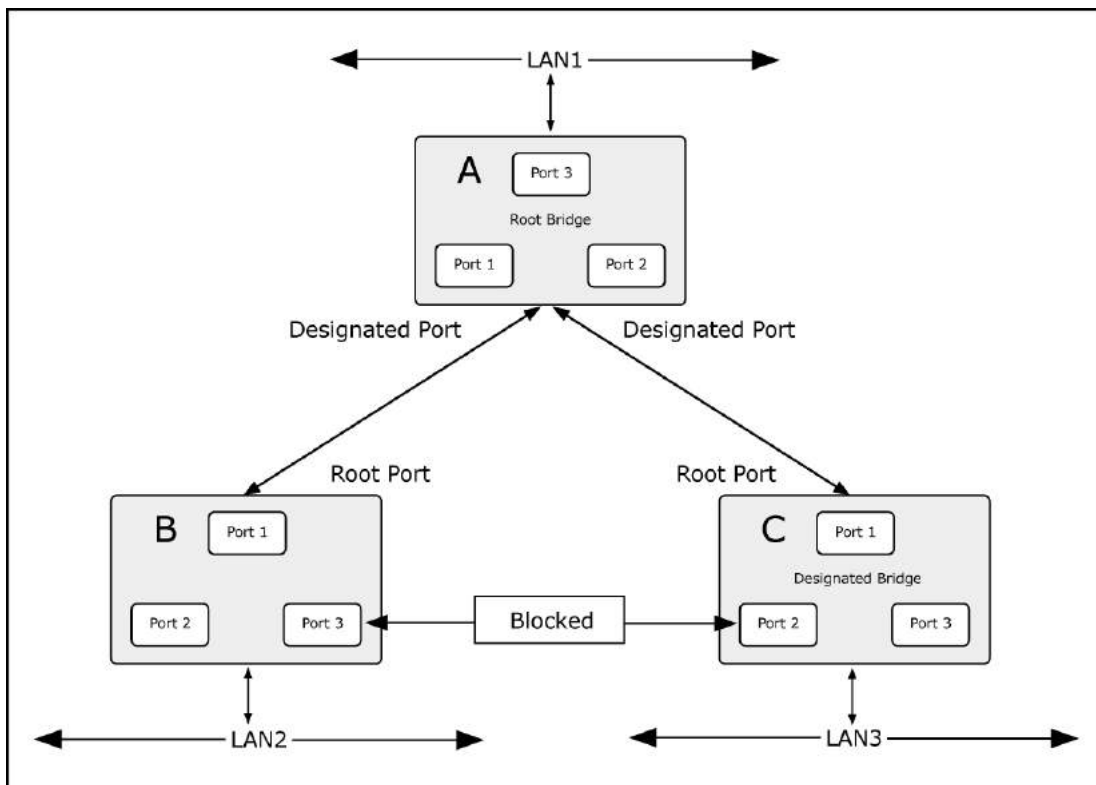 LAN1
A
Port 3
Root Bridge
Port 1
Port 2
Designated Port
Designated Port
Root Port
Root Port
B
Port 1
C
Port 1
Designated Bridge
Port 2
Port 3
Blocked
Port 2
Port 3
LAN2
LAN3